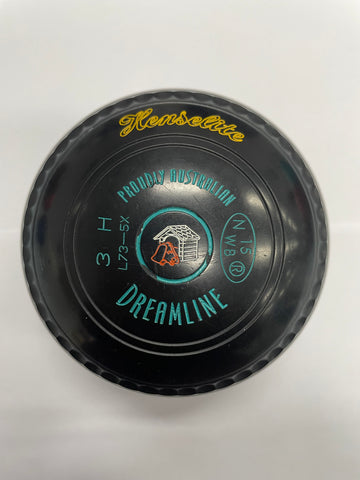 Henselite
PROUDLY AUSTRALIAN
3 H
L73-5X
N 15
WB R
DREAMLINE